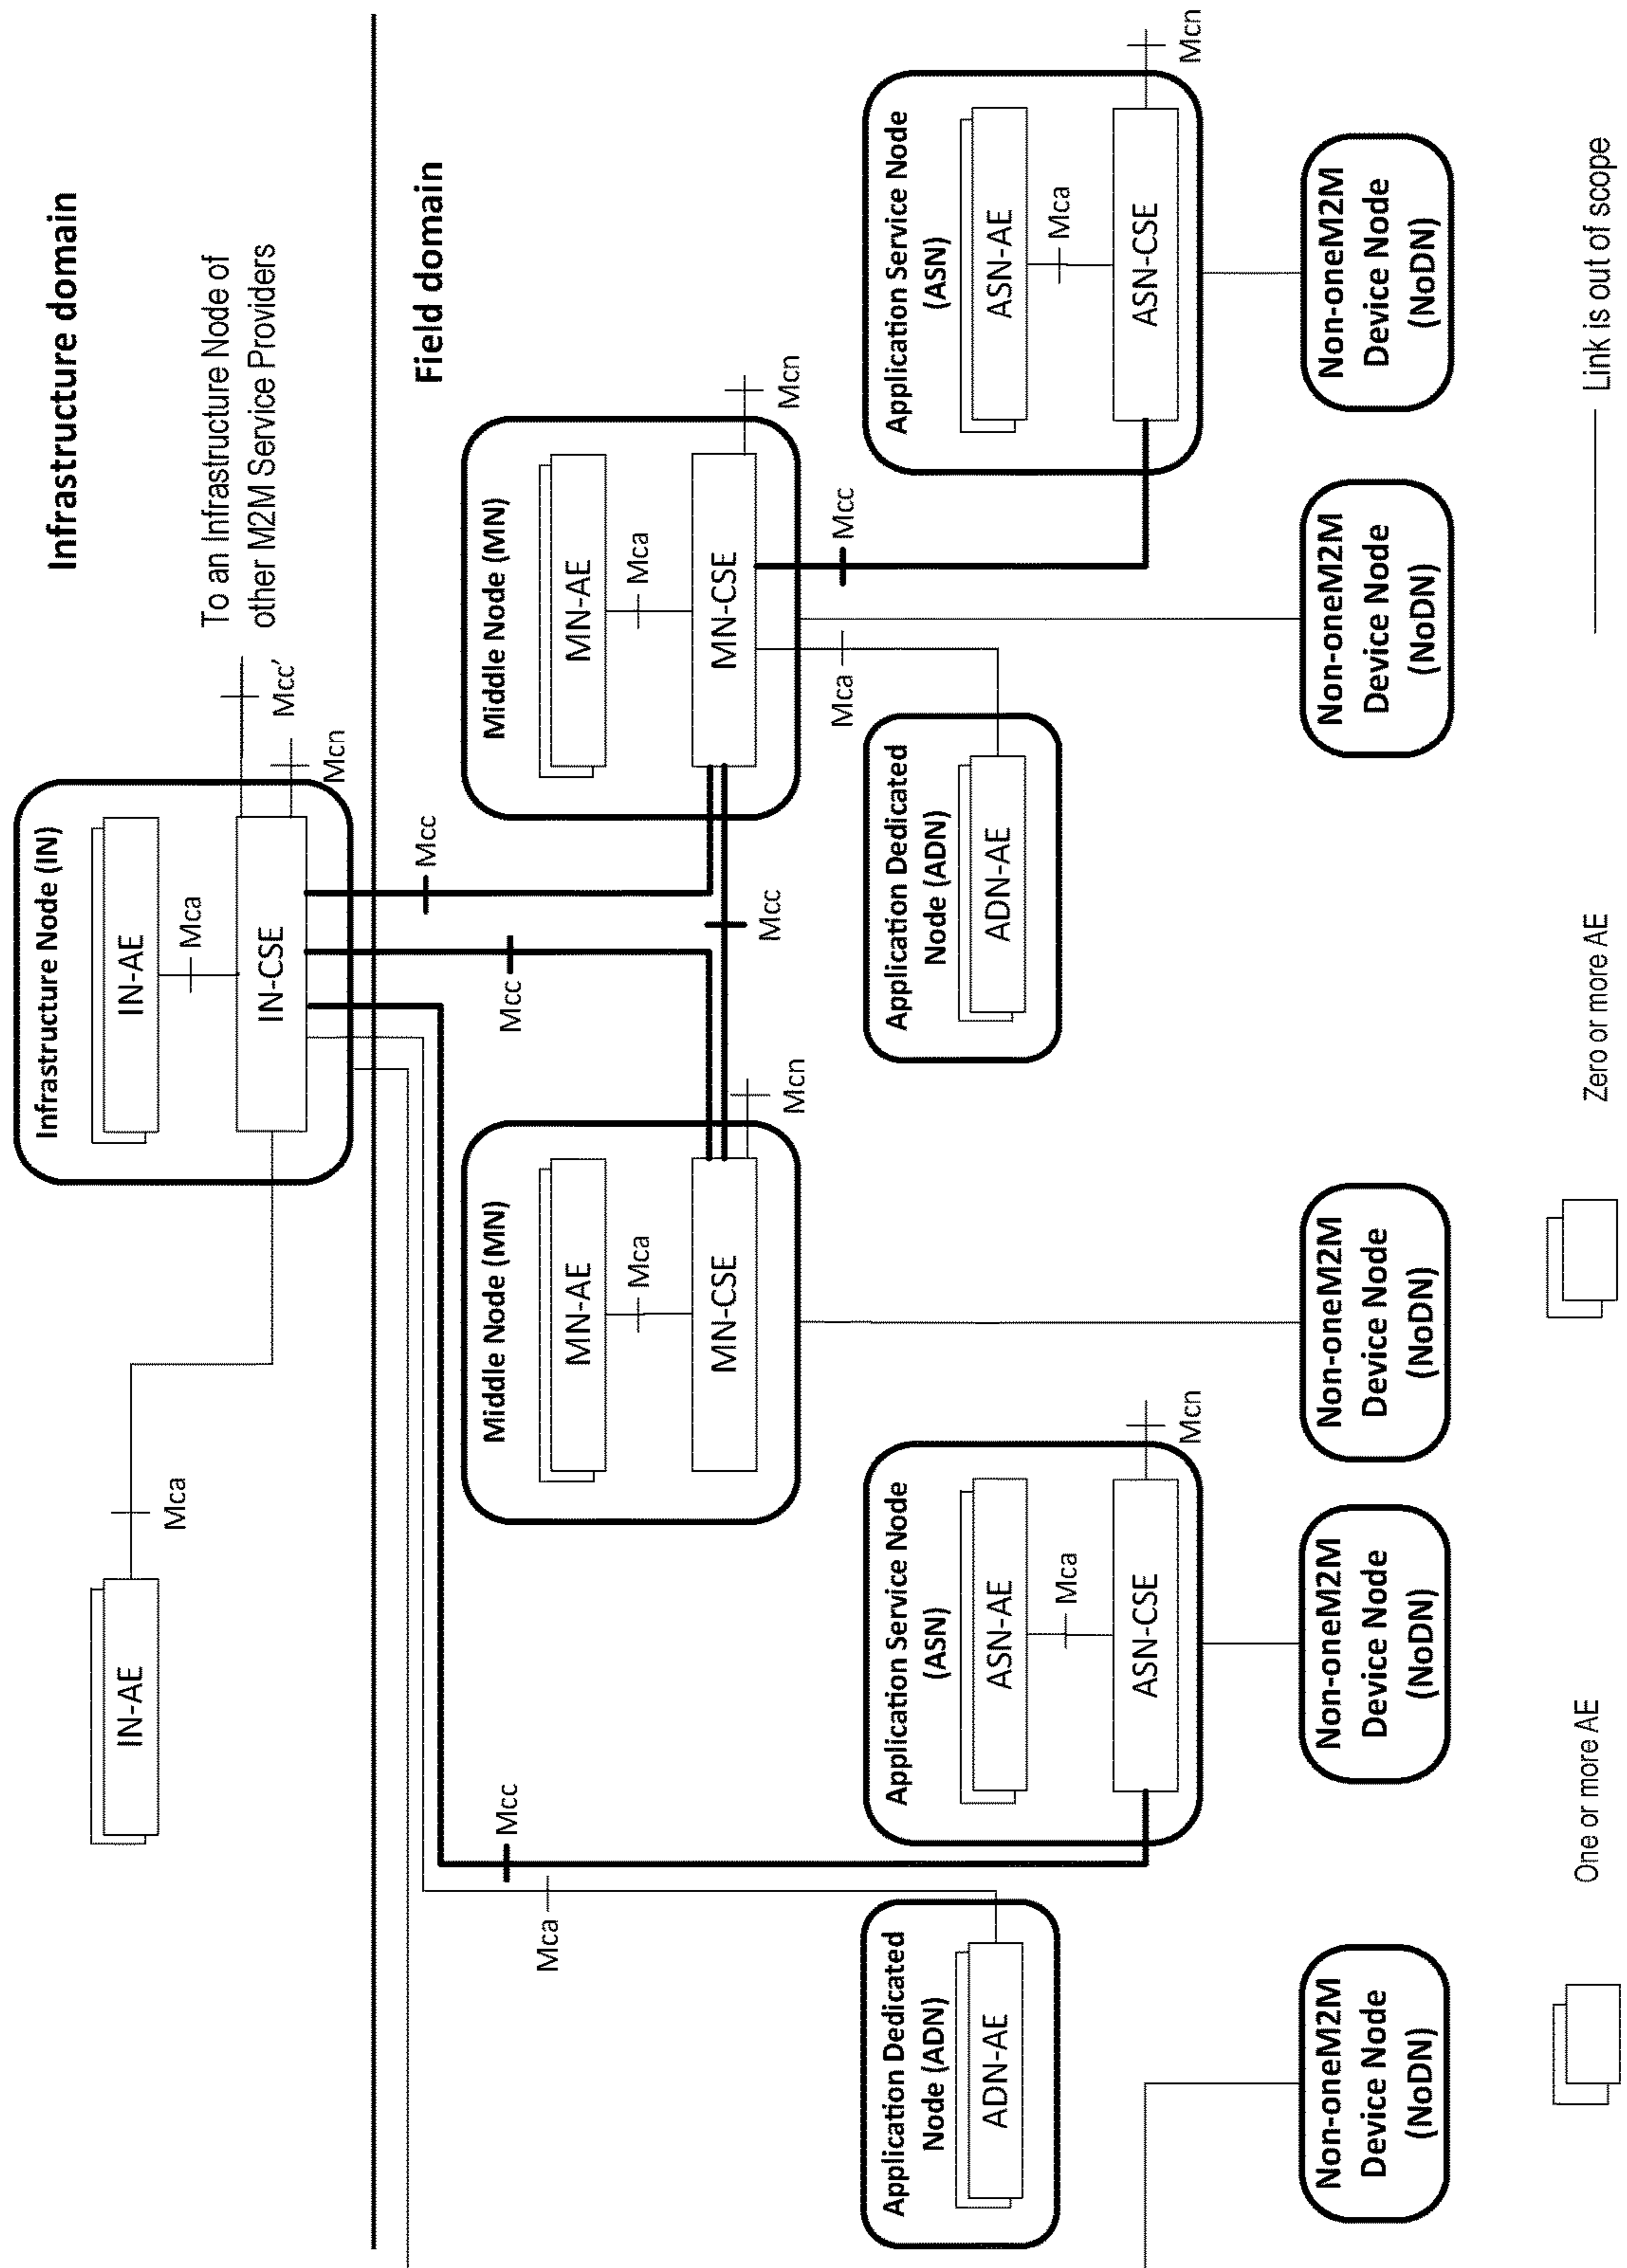 Infrastructure domain
To an Infrastructure Node of
other M2M Service Providers
Infrastructure Node (IN)
IN-AE
Mca
IN-CSE
Mcc'
Mcn
IN-AE
Mca
Field domain
Mcc
Mcc
Mcc
Mca
Mcc
Middle Node (MN)
MN-AE
Mca
MN-CSE
Mcn
Middle Node (MN)
MN-AE
Mca
MN-CSE
Mcn
Mca
Mcc
Application Dedicated
Node (ADN)
ADN-AE
Application Service Node
(ASN)
ASN-AE
Mca
ASN-CSE
Mcn
Application Dedicated
Node (ADN)
ADN-AE
Application Service Node
(ASN)
ASN-AE
Mca
ASN-CSE
Mcn
Non-oneM2M
Device Node
(NoDN)
Non-oneM2M
Device Node
(NoDN)
Non-oneM2M
Device Node
(NoDN)
Non-oneM2M
Device Node
(NoDN)
Non-oneM2M
Device Node
(NoDN)
One or more AE
Zero or more AE
Link is out of scope